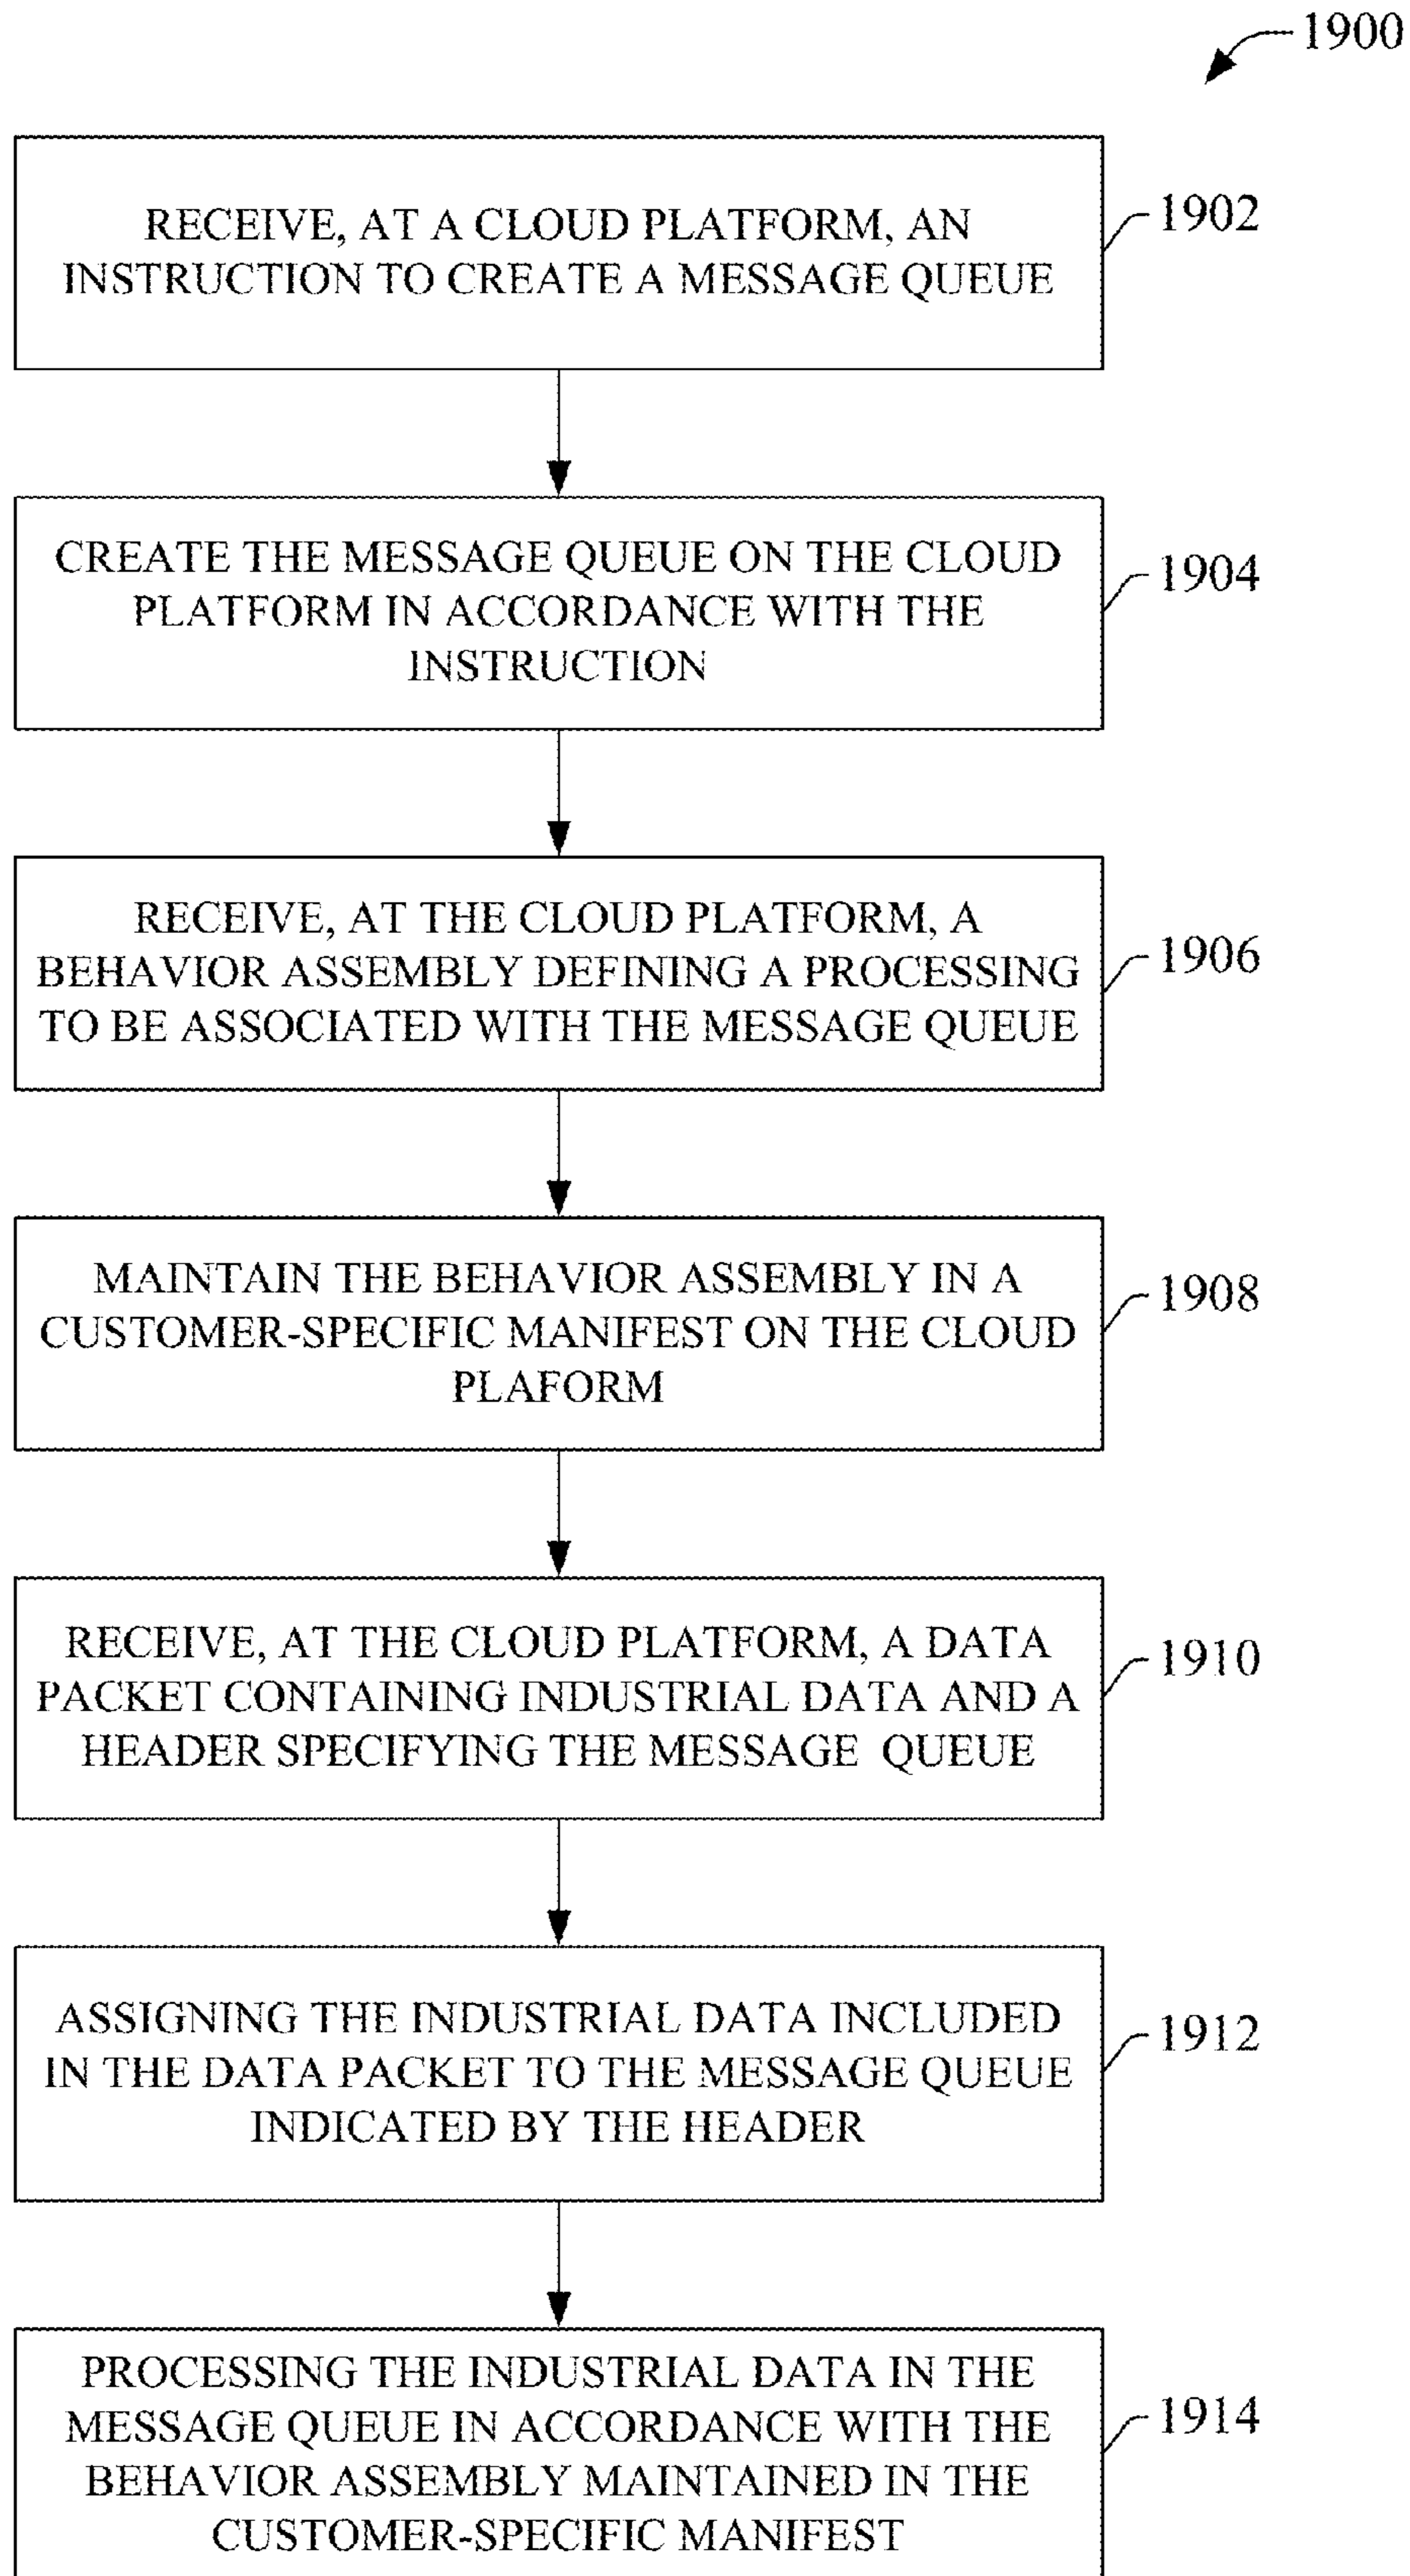 1900
RECEIVE, AT A CLOUD PLATFORM, AN
INSTRUCTION TO CREATE A MESSAGE QUEUE
1902
CREATE THE MESSAGE QUEUE ON THE CLOUD
PLATFORM IN ACCORDANCE WITH THE
INSTRUCTION
1904
RECEIVE, AT THE CLOUD PLATFORM, A
BEHAVIOR ASSEMBLY DEFINING A PROCESSING
TO BE ASSOCIATED WITH THE MESSAGE QUEUE
1906
MAINTAIN THE BEHAVIOR ASSEMBLY IN A
CUSTOMER-SPECIFIC MANIFEST ON THE CLOUD
PLAFORM
1908
RECEIVE, AT THE CLOUD PLATFORM, A DATA
PACKET CONTAINING INDUSTRIAL DATA AND A
HEADER SPECIFYING THE MESSAGE QUEUE
1910
ASSIGNING THE INDUSTRIAL DATA INCLUDED
IN THE DATA PACKET TO THE MESSAGE QUEUE
INDICATED BY THE HEADER
1912
PROCESSING THE INDUSTRIAL DATA IN THE
MESSAGE QUEUE IN ACCORDANCE WITH THE
BEHAVIOR ASSEMBLY MAINTAINED IN THE
CUSTOMER-SPECIFIC MANIFEST
1914